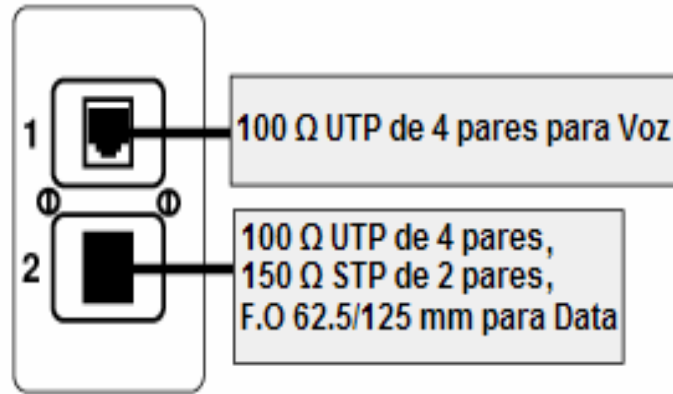 1
100 Ω UTP de 4 pares para Voz
2
100 Ω UTP de 4 pares,
150 Ω STP de 2 pares,
F.O 62.5/125 mm para Data